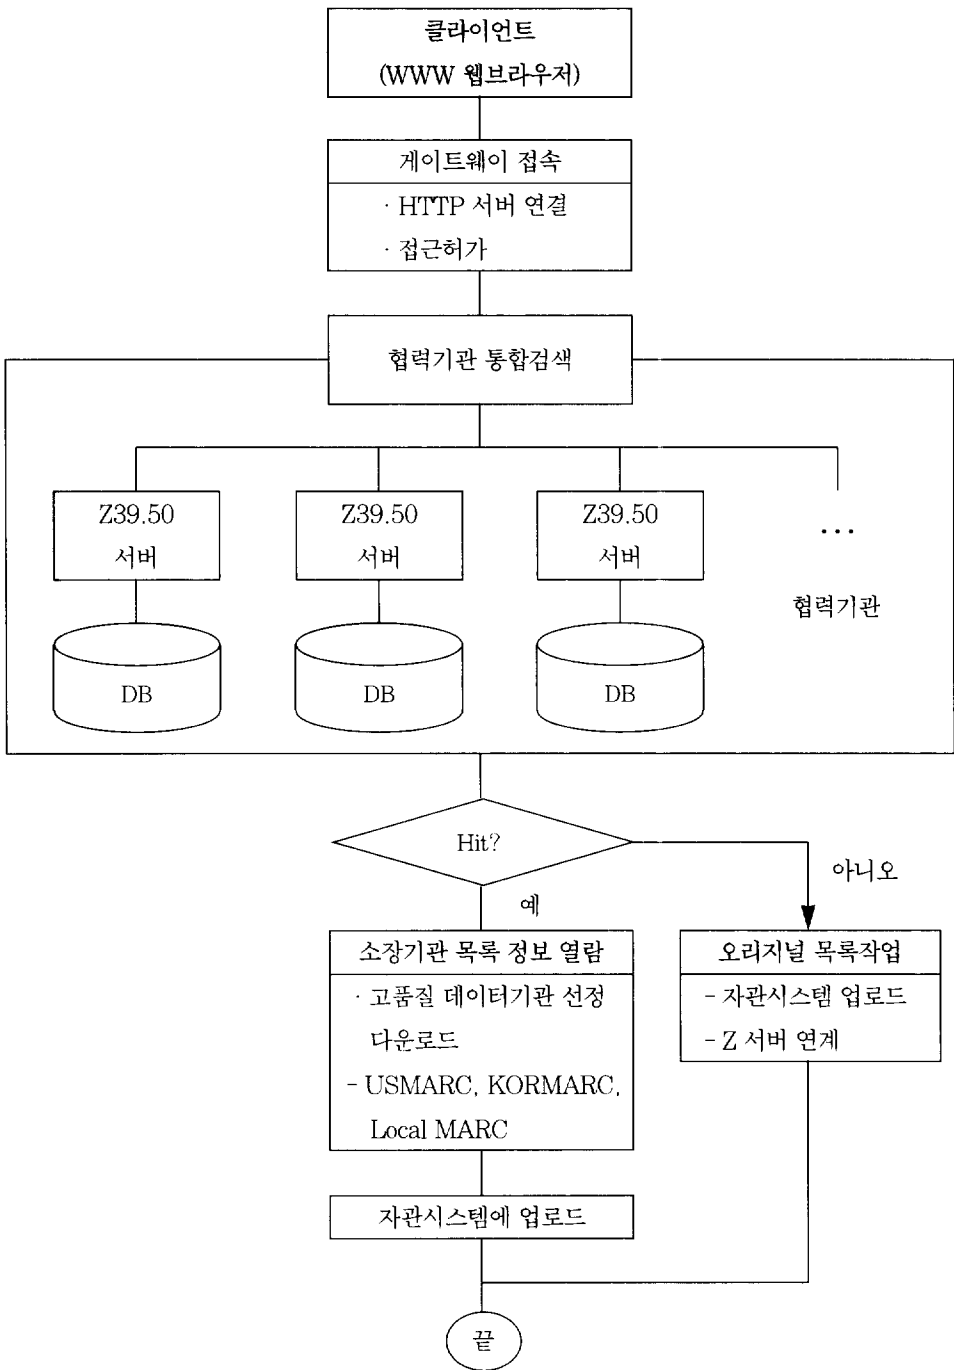 클라이언트
(WWW 웹브라우저)
게이트웨이 접속
· HTTP 서버 연결
· 접근허가
협력기관 통합검색
Z39.50
서버
Z39.50
서버
Z39.50
서버
...
협력기관
DB
DB
DB
Hit?
아니오
예
소장기관 목록 정보 열람
· 고품질 데이터기관 선정
다운로드
- USMARC, KORMARC,
Local MARC
오리지널 목록작업
- 자관시스템 업로드
- Z 서버 연계
자관시스템에 업로드
끝